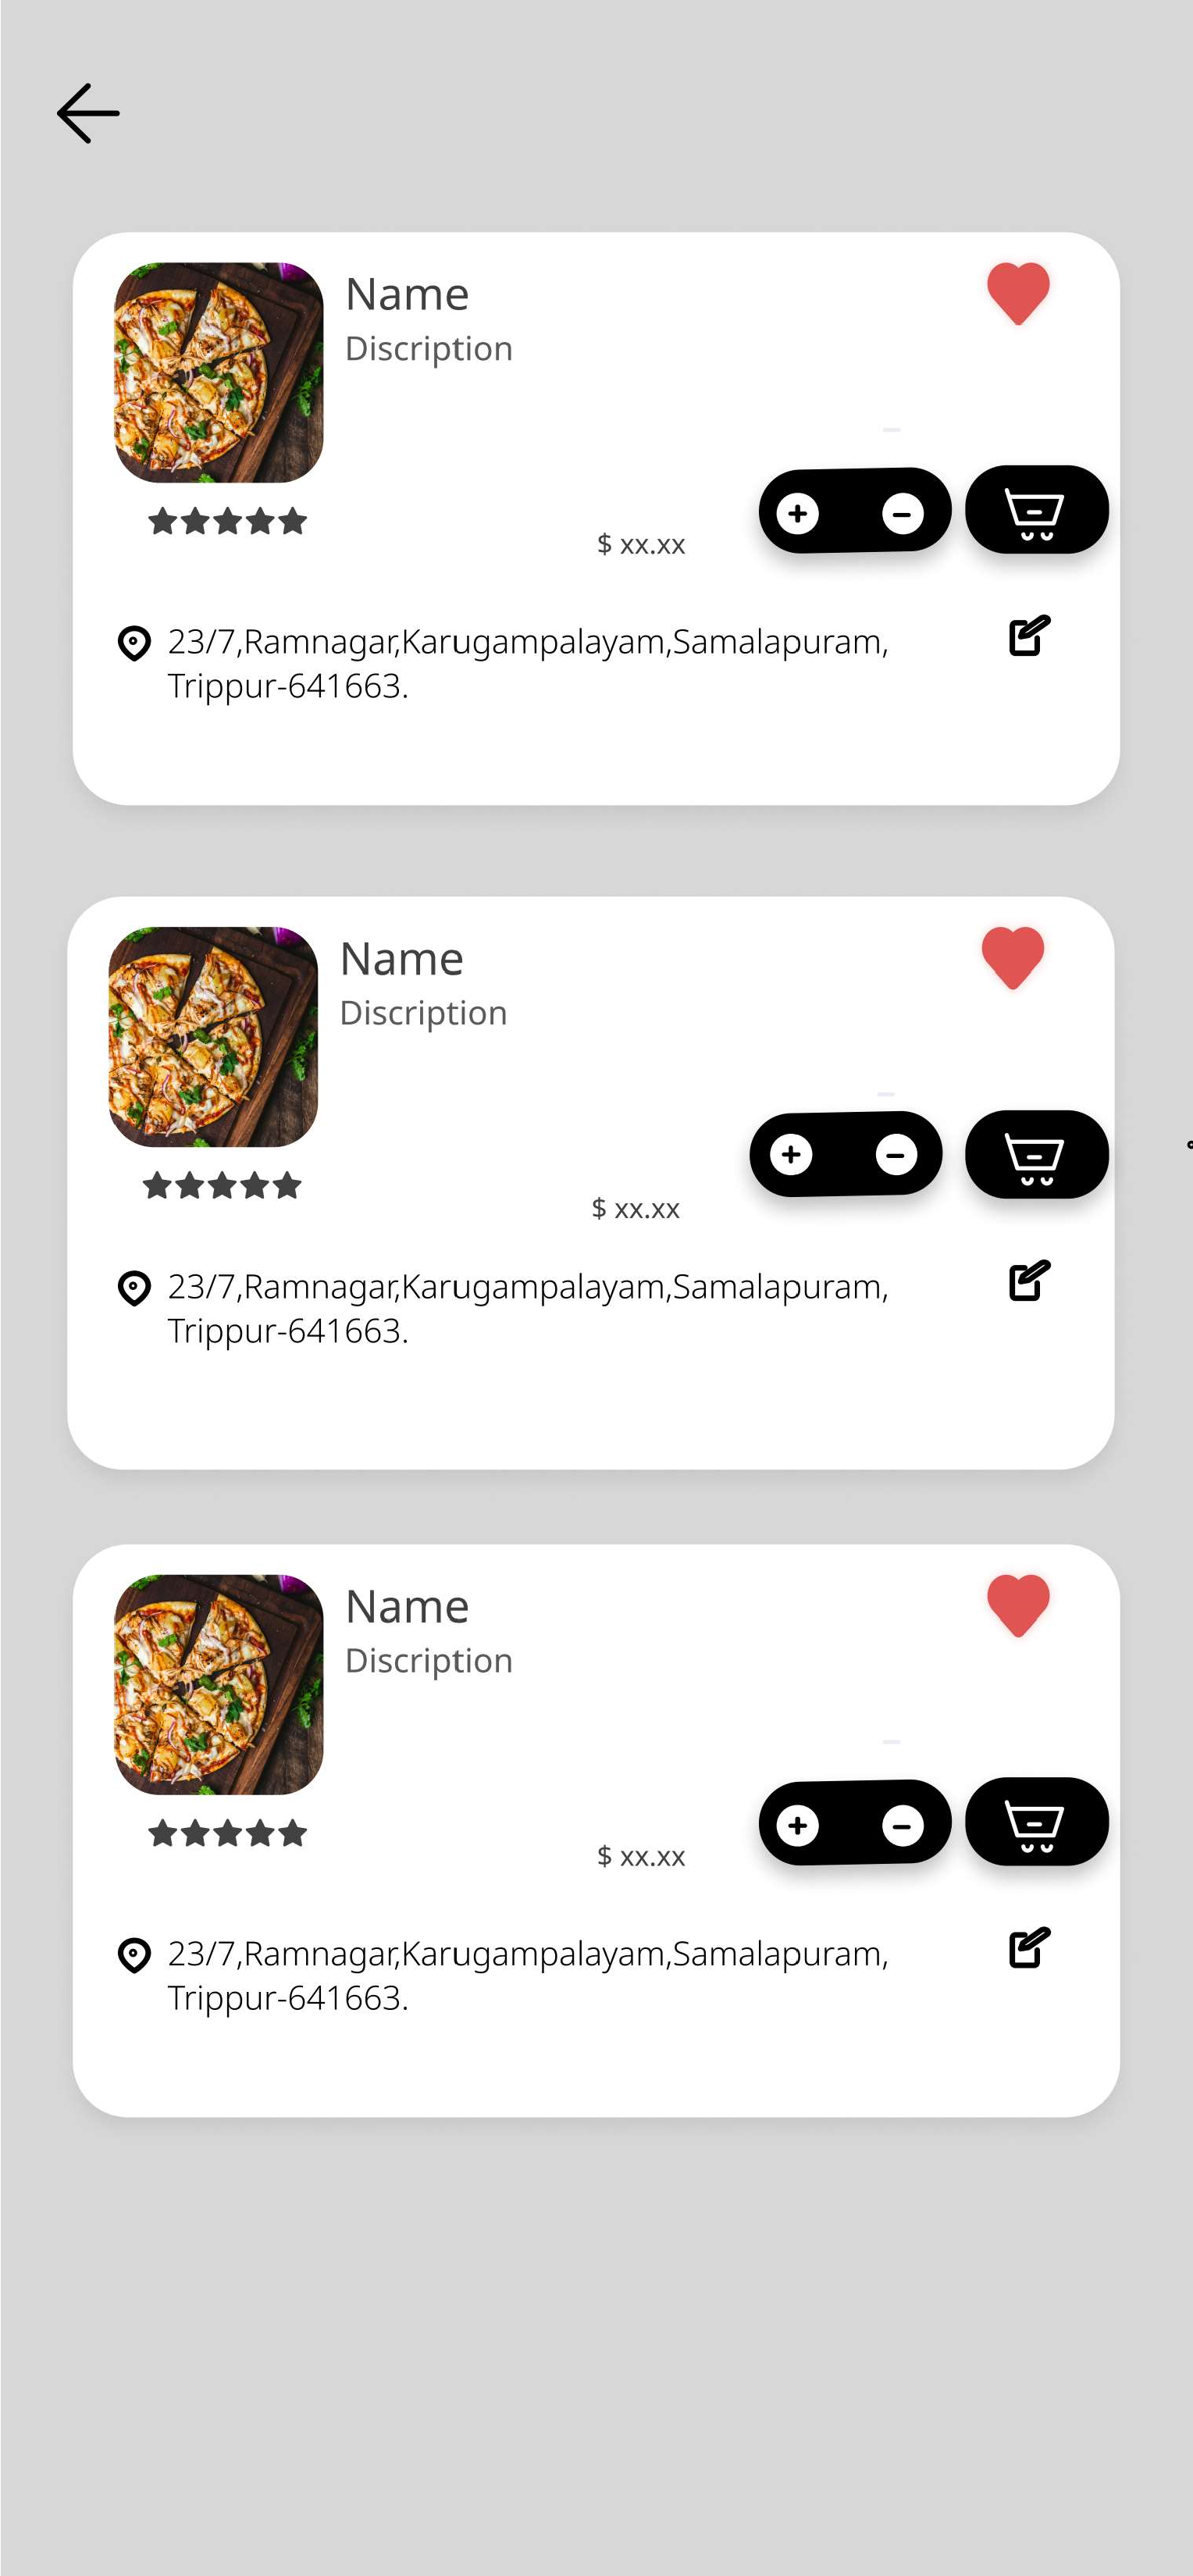 Name
Discription
$ xx.xx
23/7,Ramnagar,Karugampalayam,Samalapuram,
Trippur-641663.
Name
Discription
$ xx.xx
23/7,Ramnagar,Karugampalayam,Samalapuram,
Trippur-641663.
Name
Discription
$ xx.xx
23/7,Ramnagar,Karugampalayam,Samalapuram,
Trippur-641663.